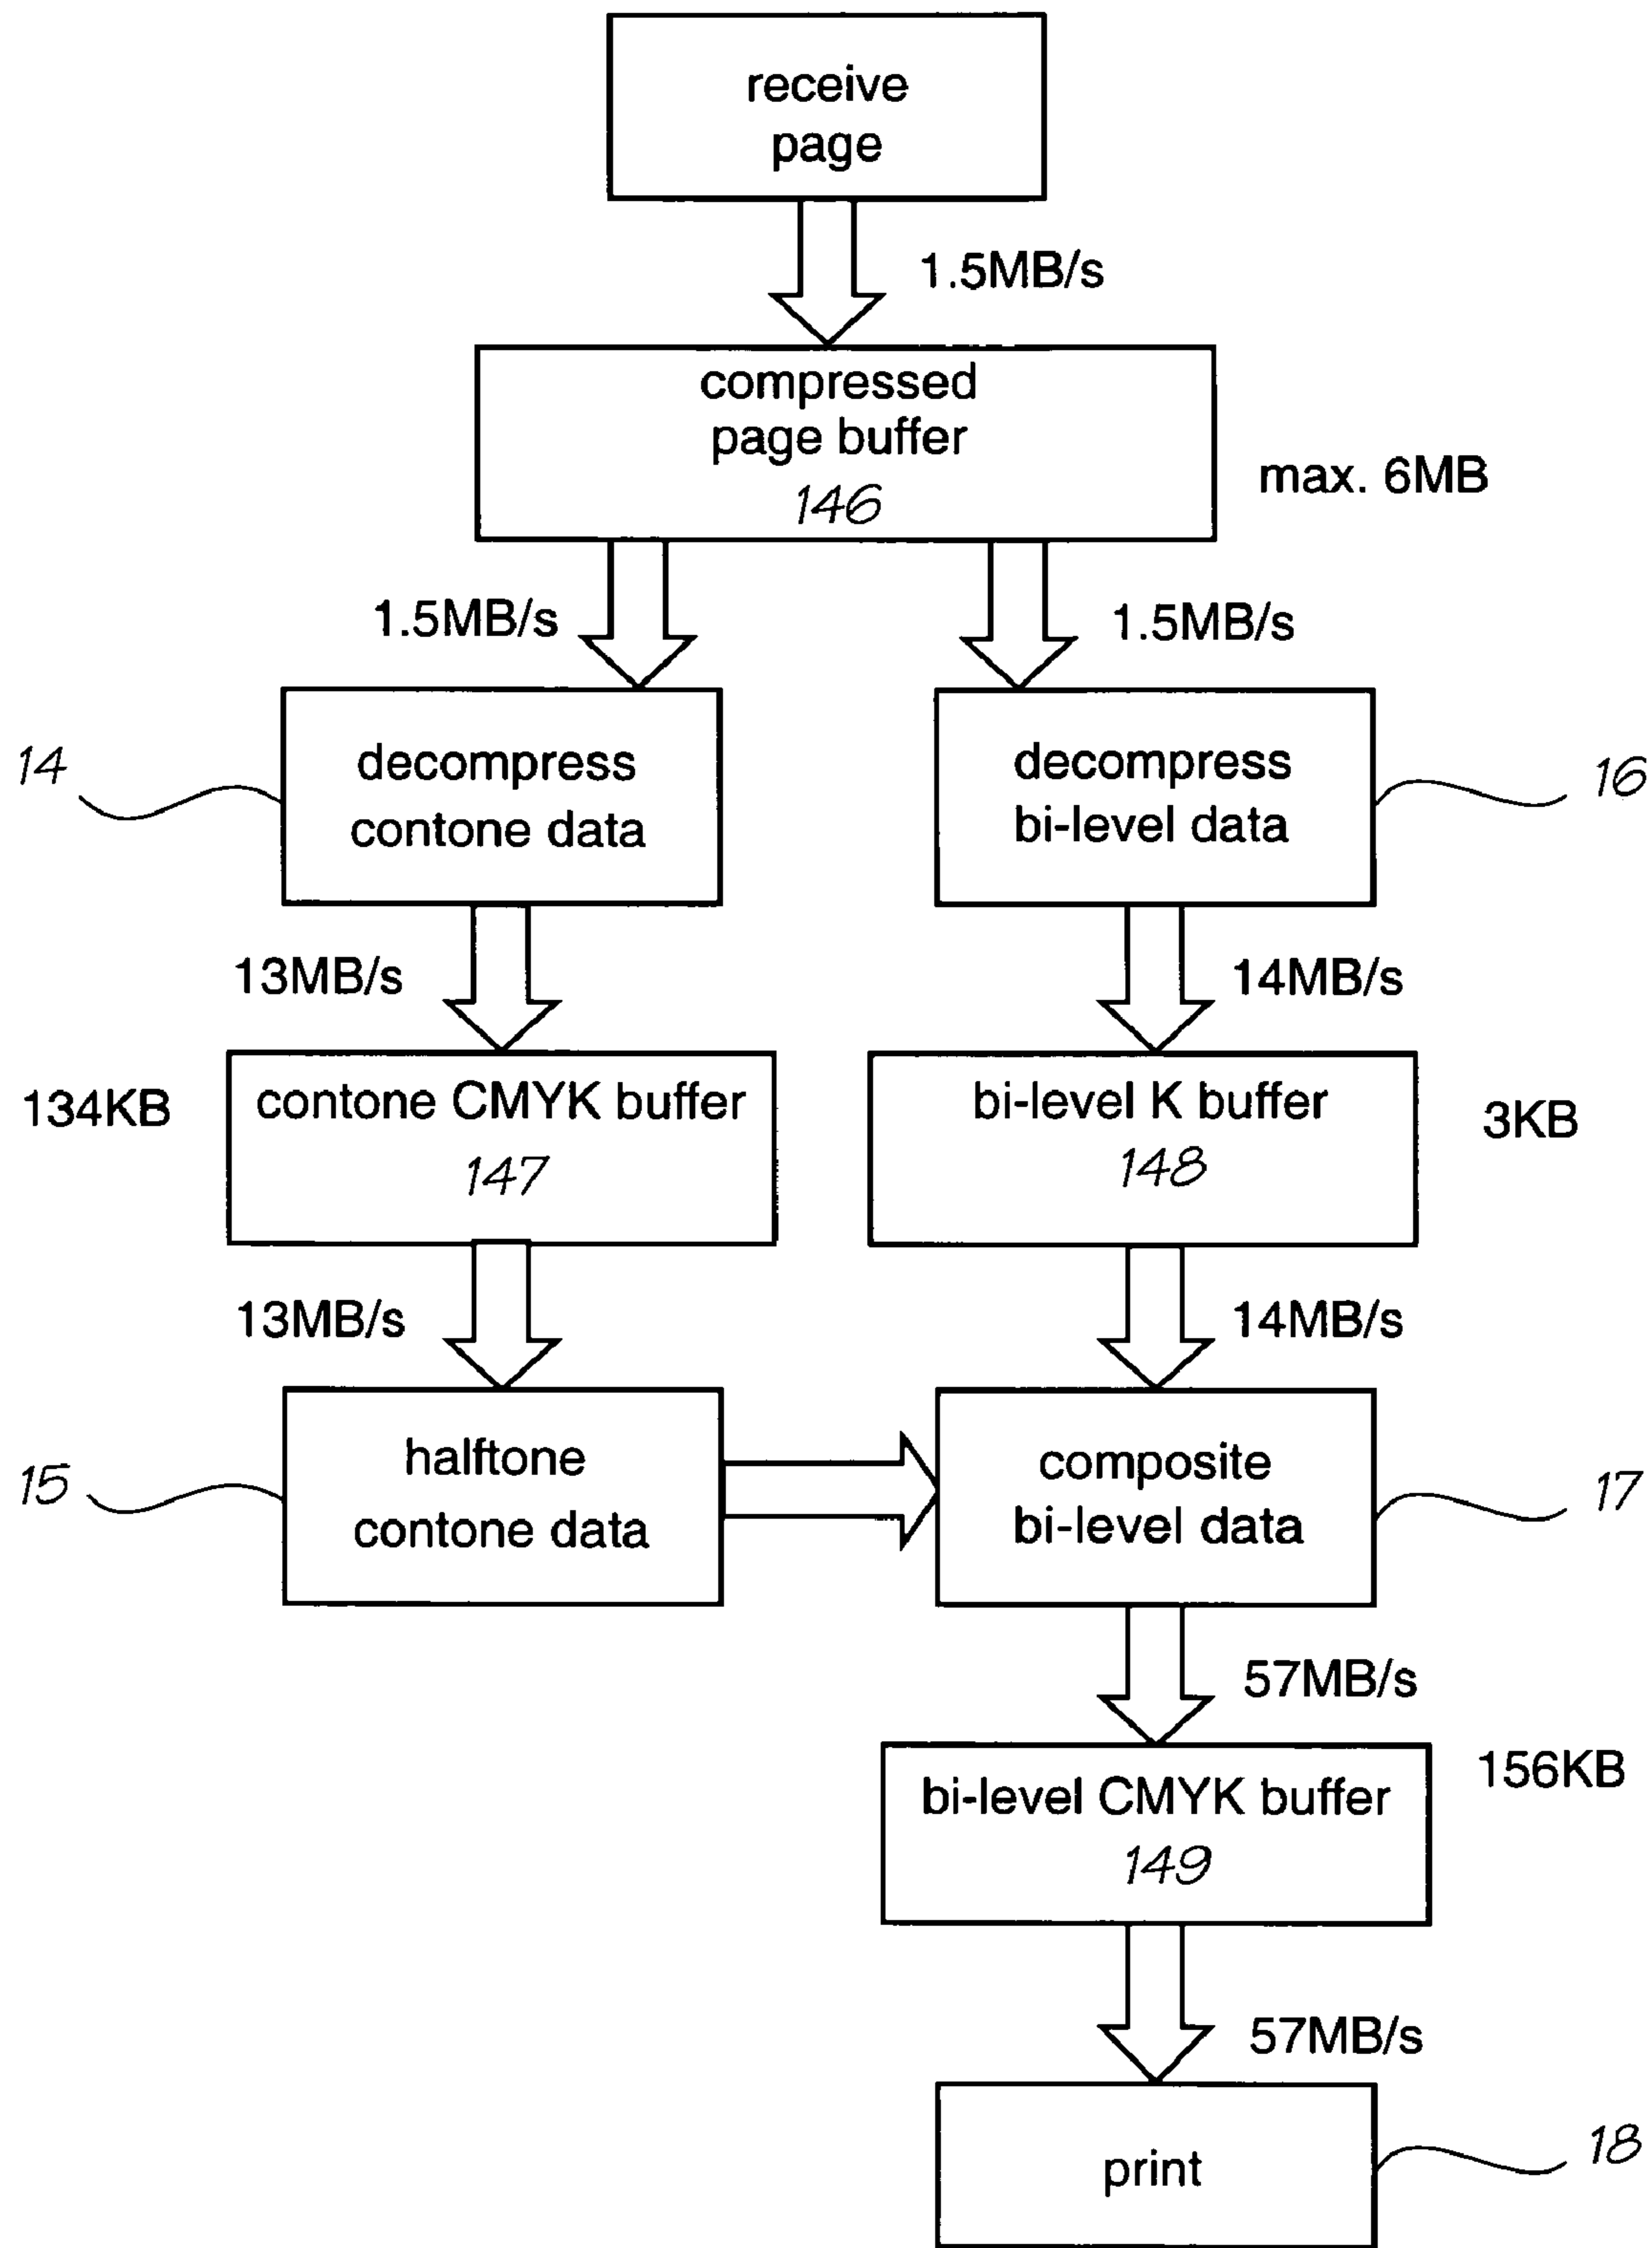 receive
page
1.5MB/s
compressed
page buffer
146
max. 6MB
1.5MB/s
1.5MB/s
14
decompress
contone data
decompress
bi-level data
16
13MB/s
14MB/s
134KB
contone CMYK buffer
147
bi-level K buffer
148
3KB
13MB/s
14MB/s
15
halftone
contone data
composite
bi-level data
17
57MB/s
bi-level CMYK buffer
149
156KB
57MB/s
print
18